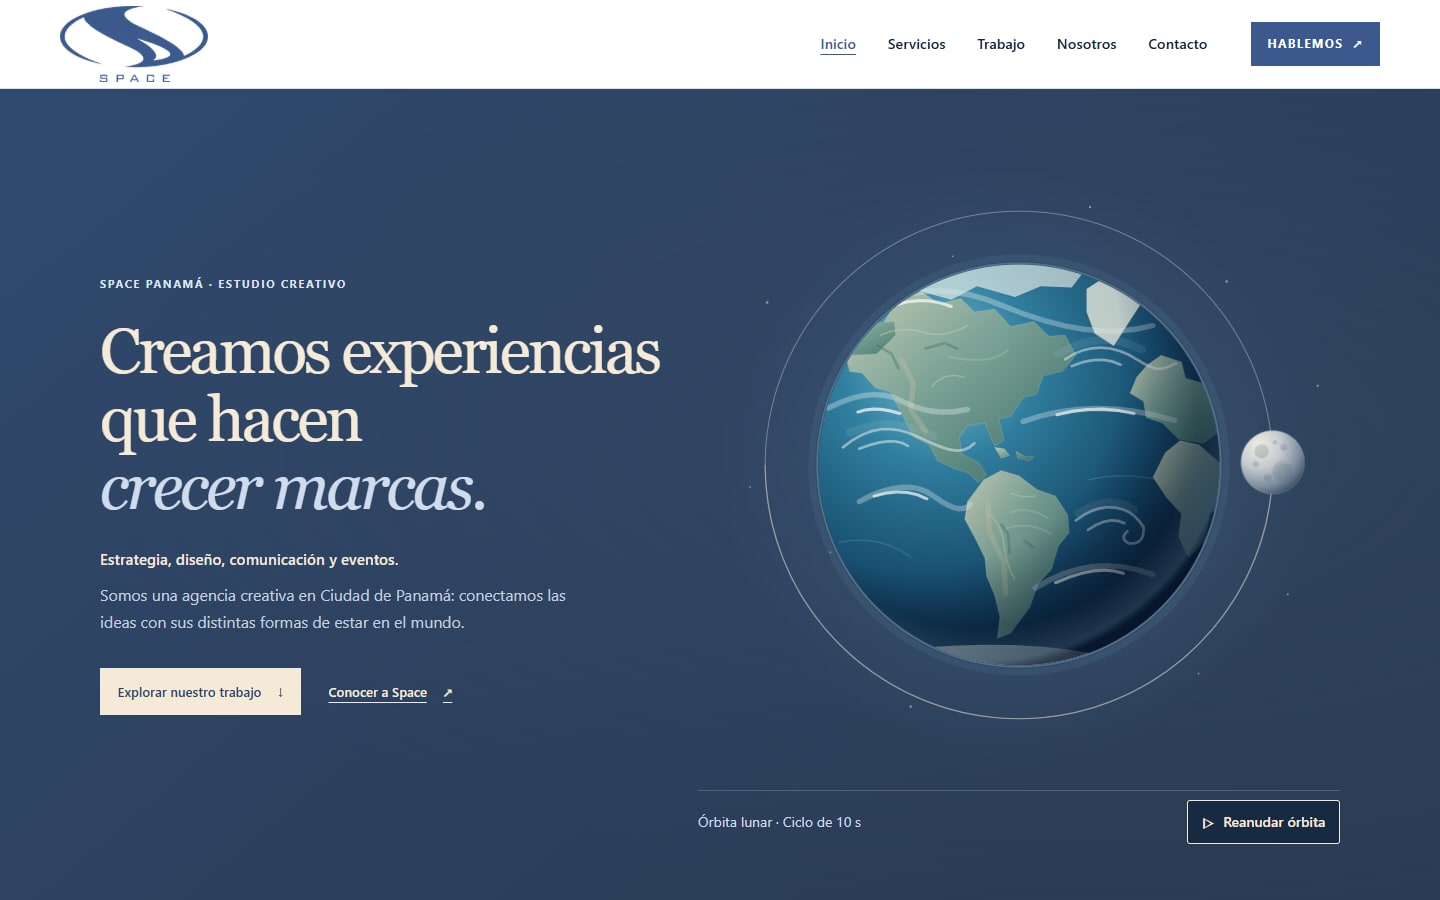 SPACE
Inicio
Servicios
Trabajo
Nosotros
Contacto
HABLEMOS ↗
SPACE PANAMÁ · ESTUDIO CREATIVO
Creamos experiencias
que hacen
crecer marcas.
Estrategia, diseño, comunicación y eventos.
Somos una agencia creativa en Ciudad de Panamá: conectamos las
ideas con sus distintas formas de estar en el mundo.
Explorar nuestro trabajo ↓
Conocer a Space ↗
Órbita lunar · Ciclo de 10 s
Reanudar órbita